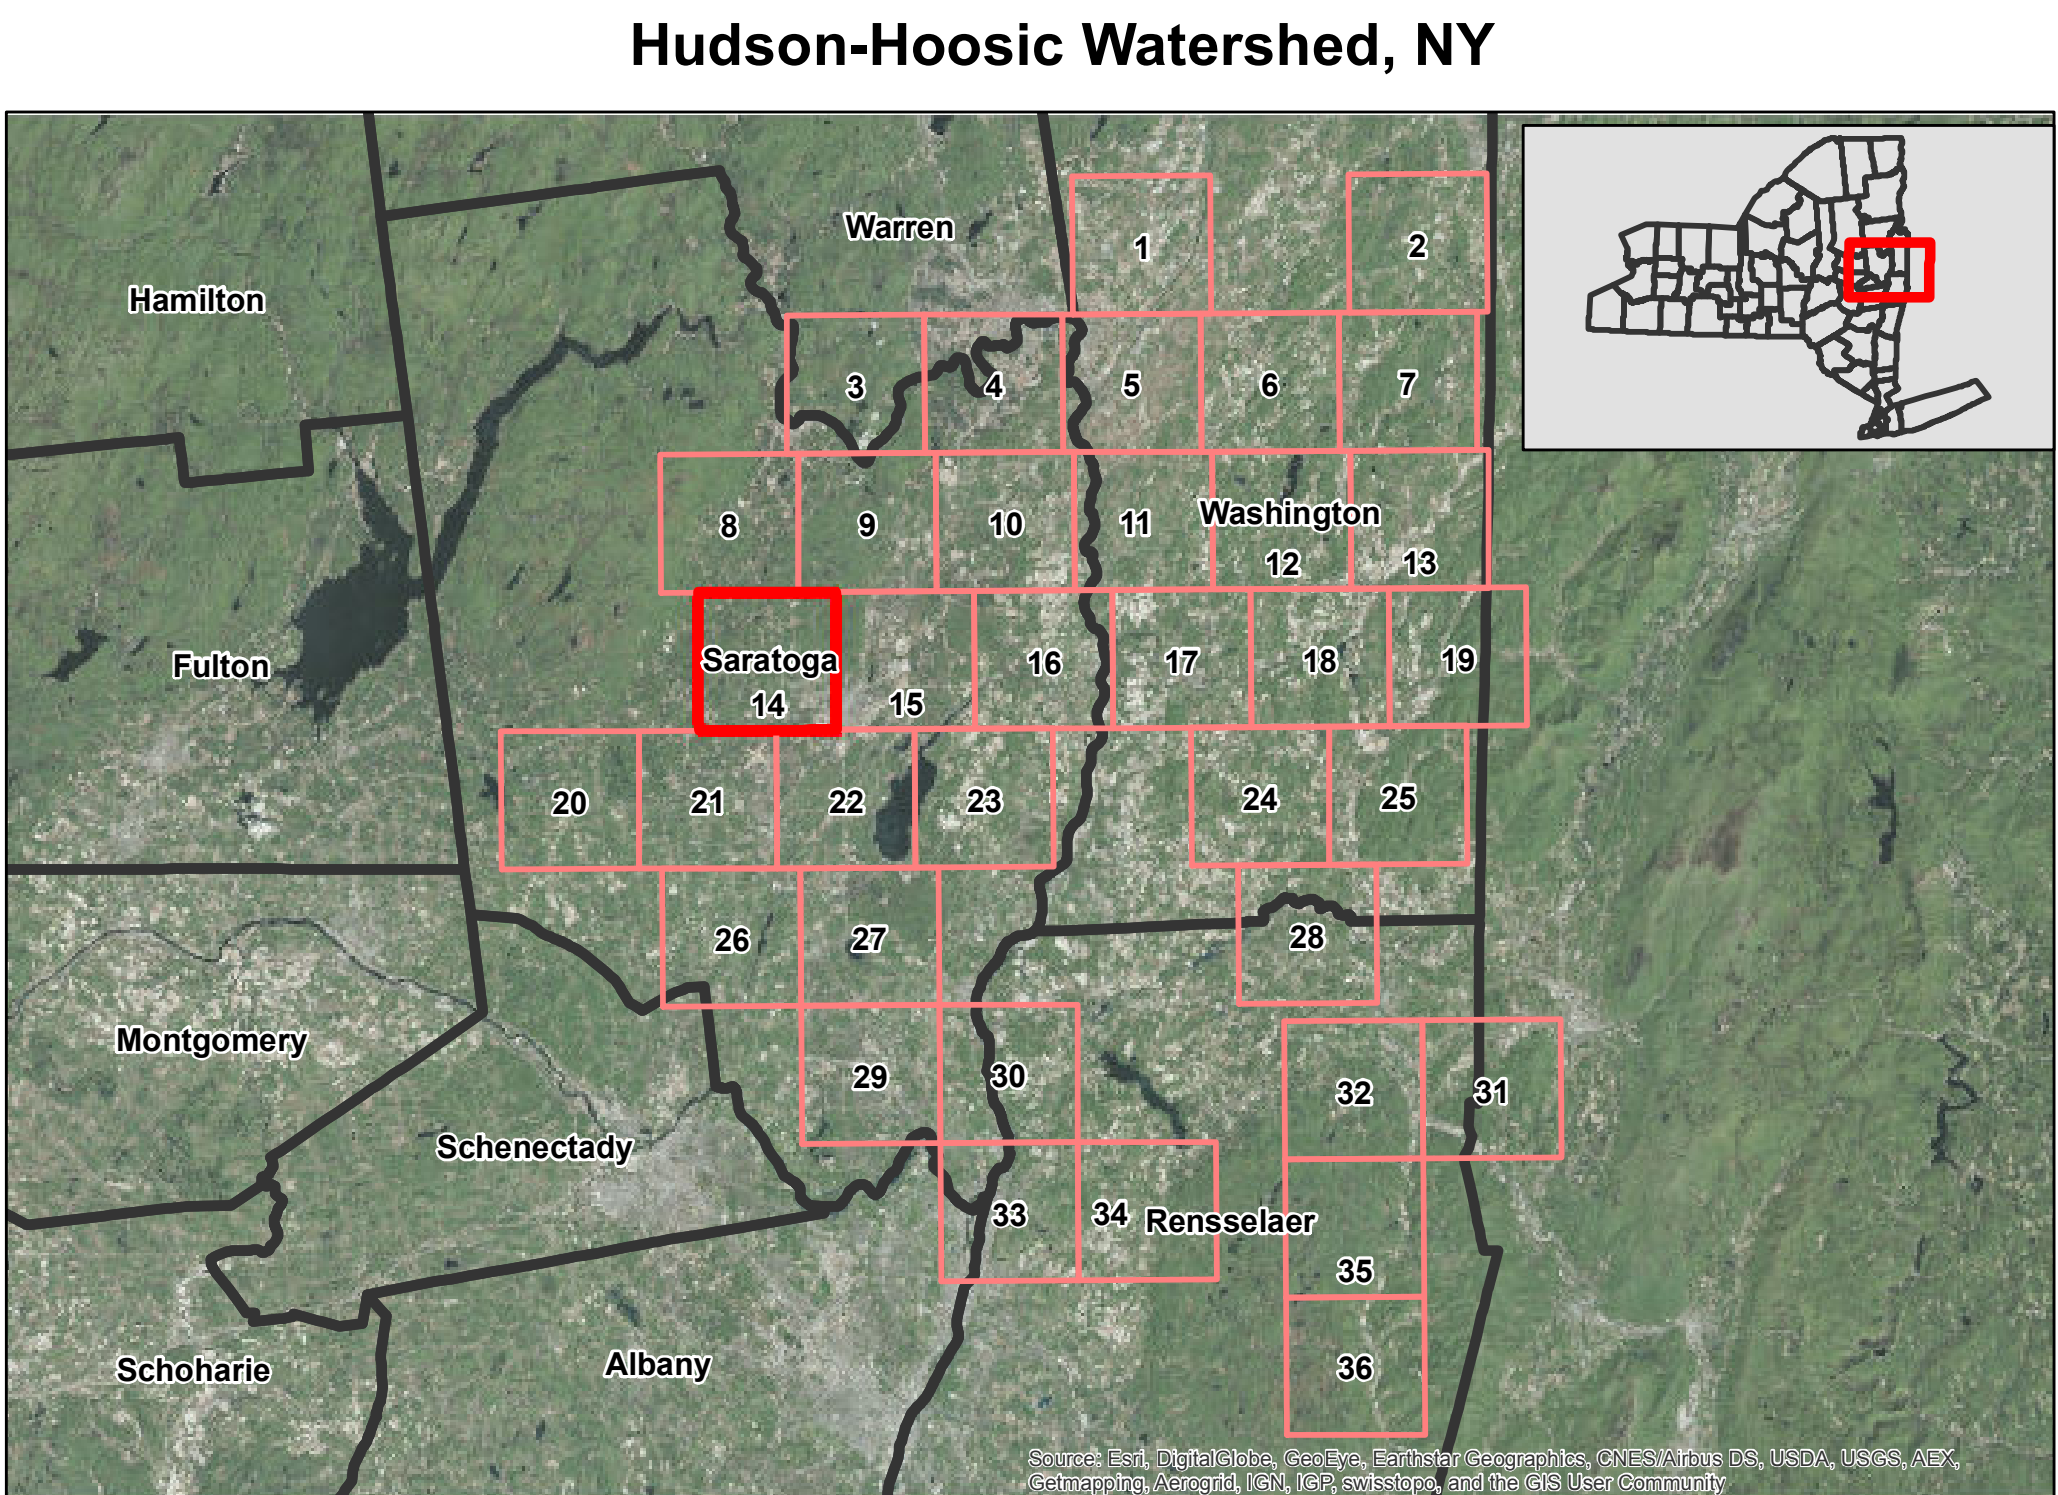 Hudson-Hoosic Watershed, NY
Warren
1
2
Hamilton
3
4
5
6
7
8
9
10
11
Washington
12
13
Fulton
Saratoga
14
15
16
17
18
19
20
21
22
23
24
25
26
27
28
Montgomery
29
30
32
31
Schenectady
33
34
Rensselaer
35
Schoharie
Albany
36
Source: Esri, DigitalGlobe, GeoEye, Earthstar Geographics, CNES/Airbus DS, USDA, USGS, AEX,
Getmapping, Aerogrid, IGN, IGP, swisstopo, and the GIS User Community